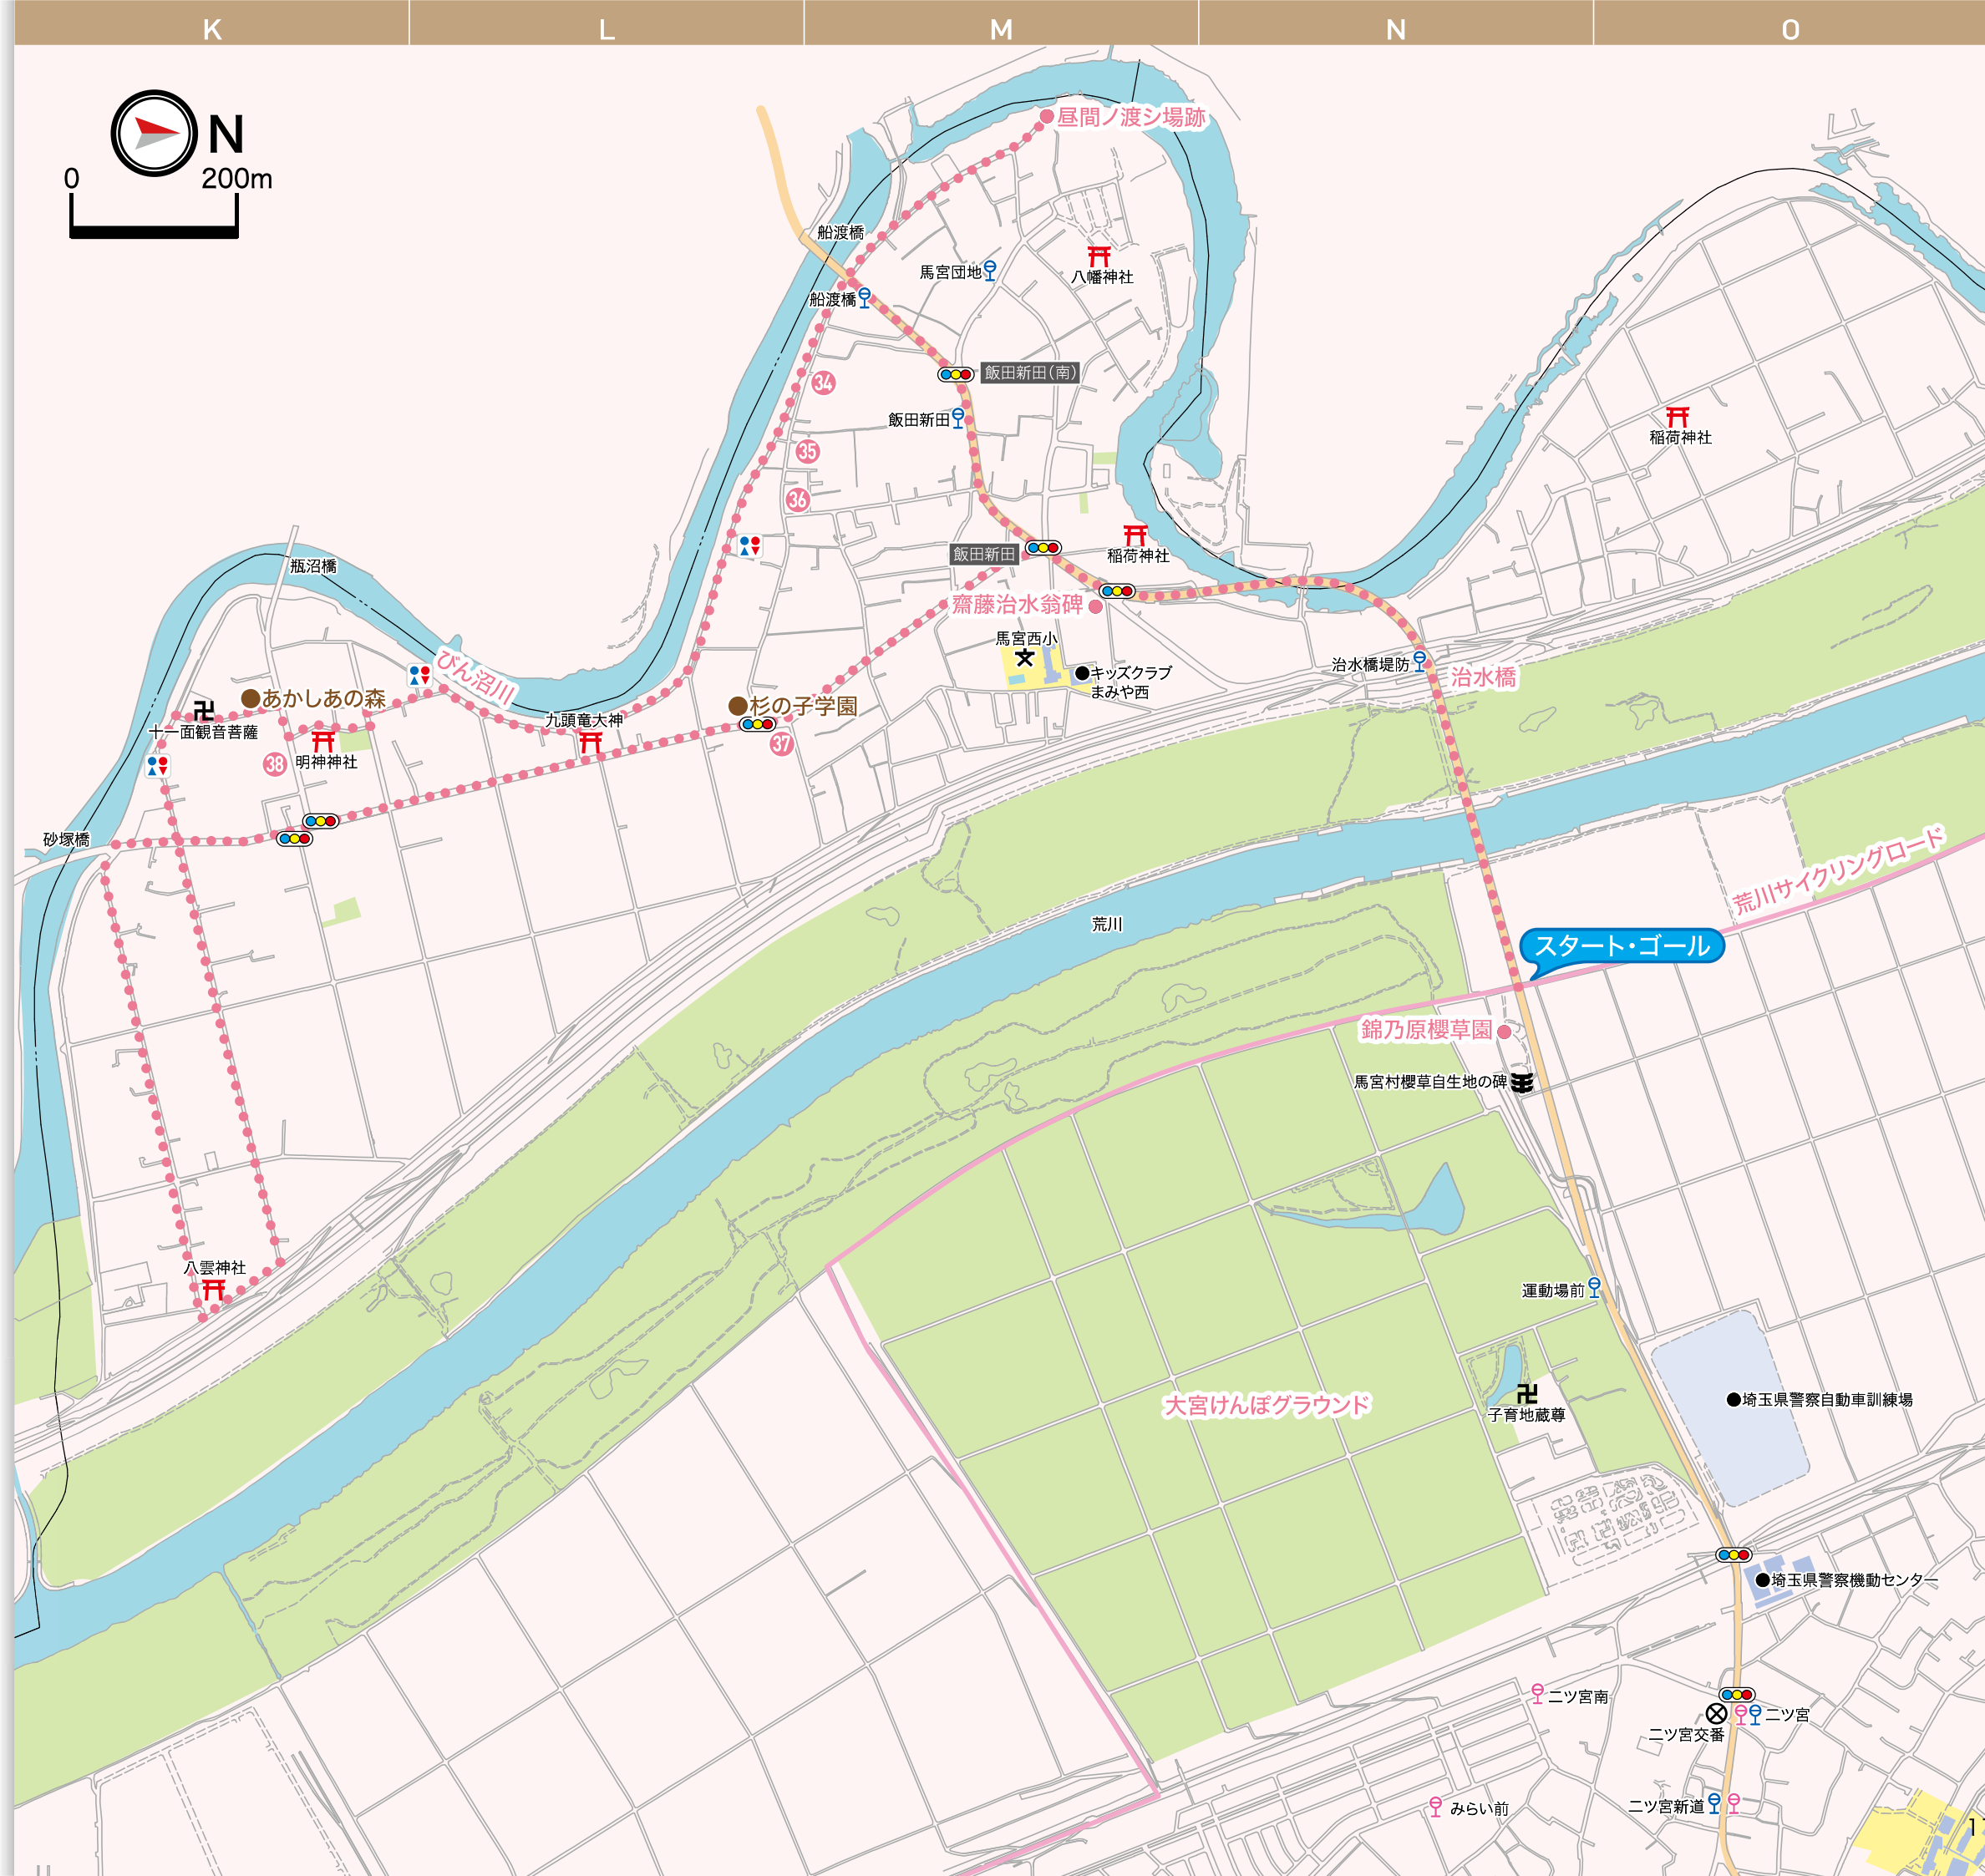 K
L
M
N
O
N
0
200m
昼間ノ渡シ場跡
船渡橋
馬宮団地
八幡神社
船渡橋
飯田新田(南)
34
飯田新田
稲荷神社
35
36
飯田新田
稲荷神社
瓶沼橋
齋藤治水翁碑
馬宮西小
キッズクラブ
まみや西
治水橋堤防
治水橋
びん沼川
あかしあの森
杉の子学園
九頭竜大神
十一面観音菩薩
37
38
明神神社
砂塚橋
荒川サイクリングロード
荒川
スタート・ゴール
錦乃原櫻草園
馬宮村櫻草自生地の碑
八雲神社
運動場前
大宮けんぽグラウンド
子育地蔵尊
埼玉県警察自動車訓練場
埼玉県警察機動センター
二ツ宮南
二ツ宮
二ツ宮交番
みらい前
二ツ宮新道